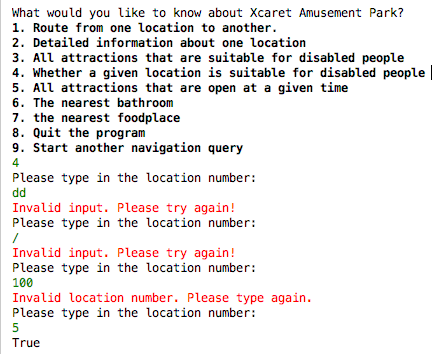 What would you like to know about Xcaret Amusement Park?
1. Route from one location to another.
2. Detailed information about one location
3. All attractions that are suitable for disabled people
4. Whether a given location is suitable for disabled people
5. All attractions that are open at a given time
6. The nearest bathroom
7. the nearest foodplace
8. Quit the program
9. Start another navigation query
4
Please type in the location number:
dd
Invalid input. Please try again!
Please type in the location number:
/
Invalid input. Please try again!
Please type in the location number:
100
Invalid location number. Please type again.
Please type in the location number:
5
True